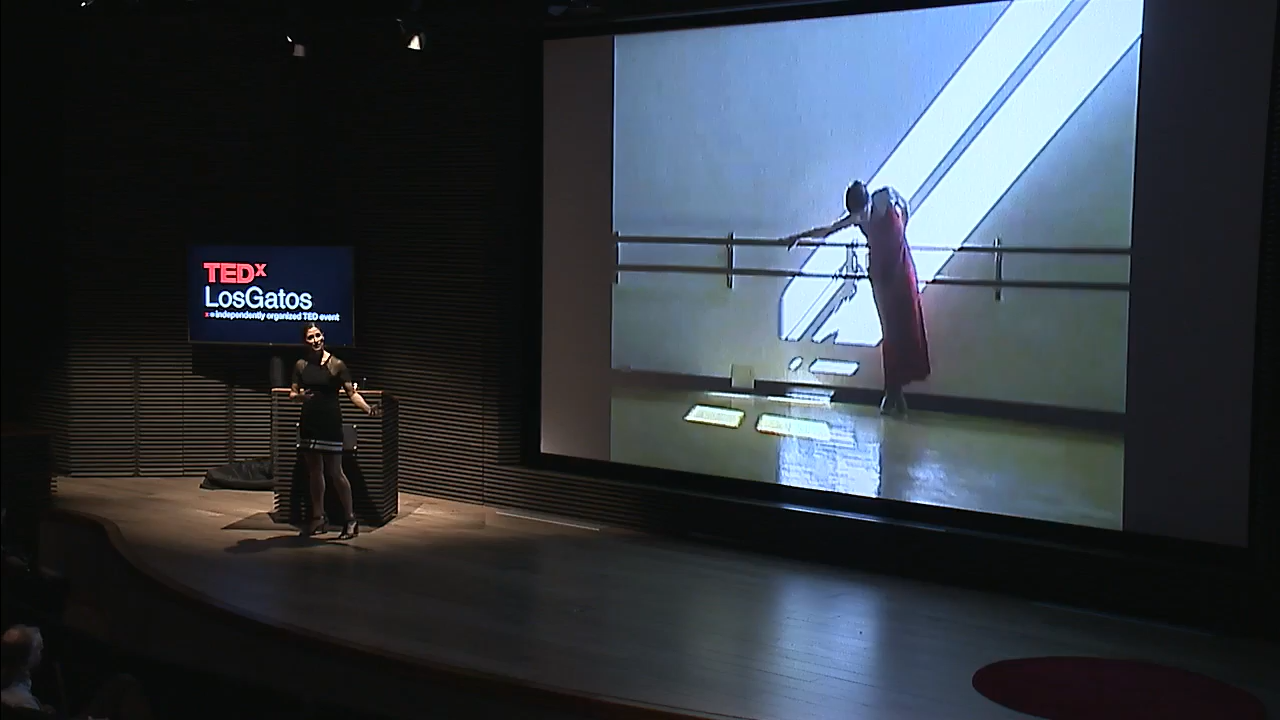 TEDx
LosGatos
x = independently organized TED event